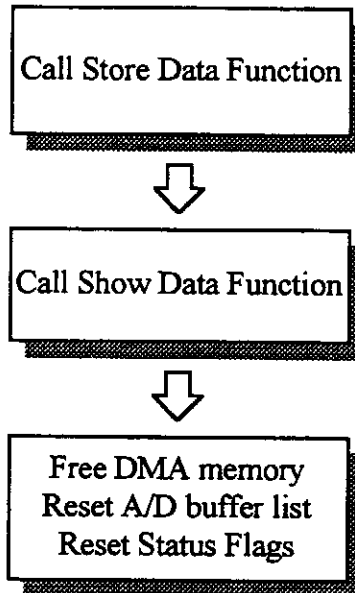 Call Store Data Function
Call Show Data Function
Free DMA memory
Reset A/D buffer list
Reset Status Flags